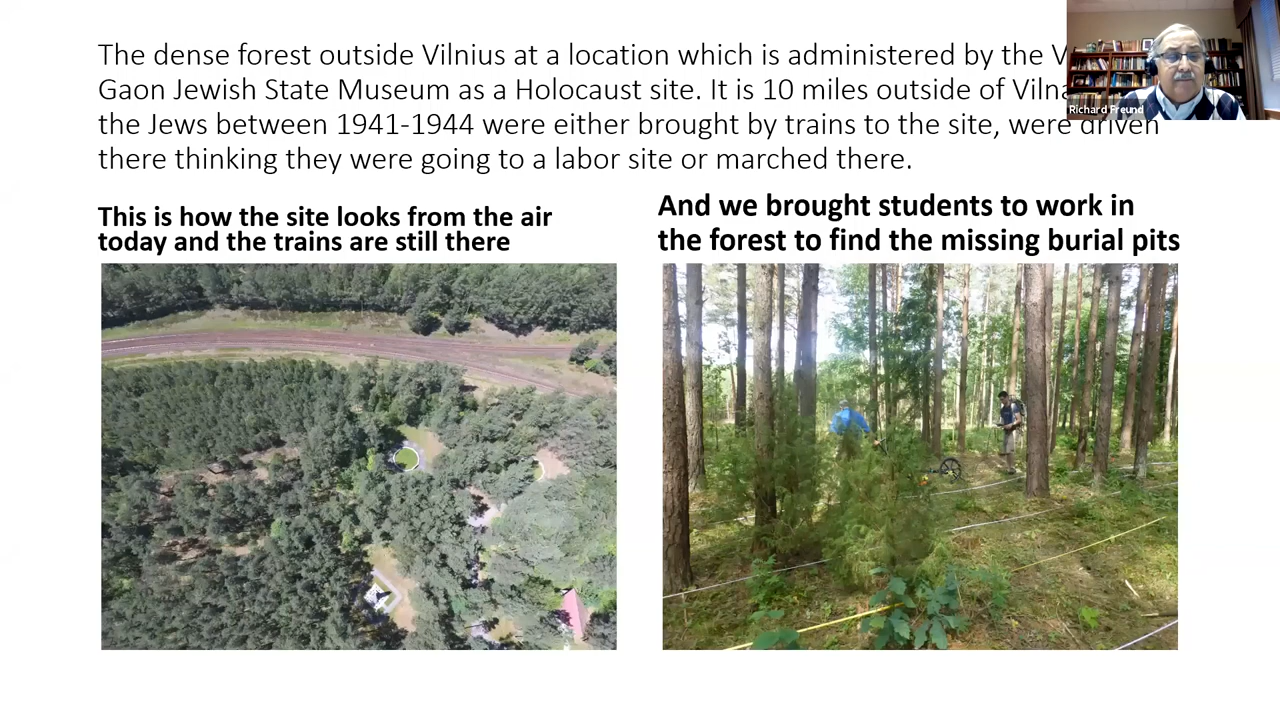 The dense forest outside Vilnius at a location which is administered by the
Gaon Jewish State Museum as a Holocaust site. It is 10 miles outside of
the Jews between 1941-1944 were either brought by trains to the site, were driven
there thinking they were going to a labor site or marched there.
Richard Freund
This is how the site looks from the air
today and the trains are still there
And we brought students to work in
the forest to find the missing burial pits